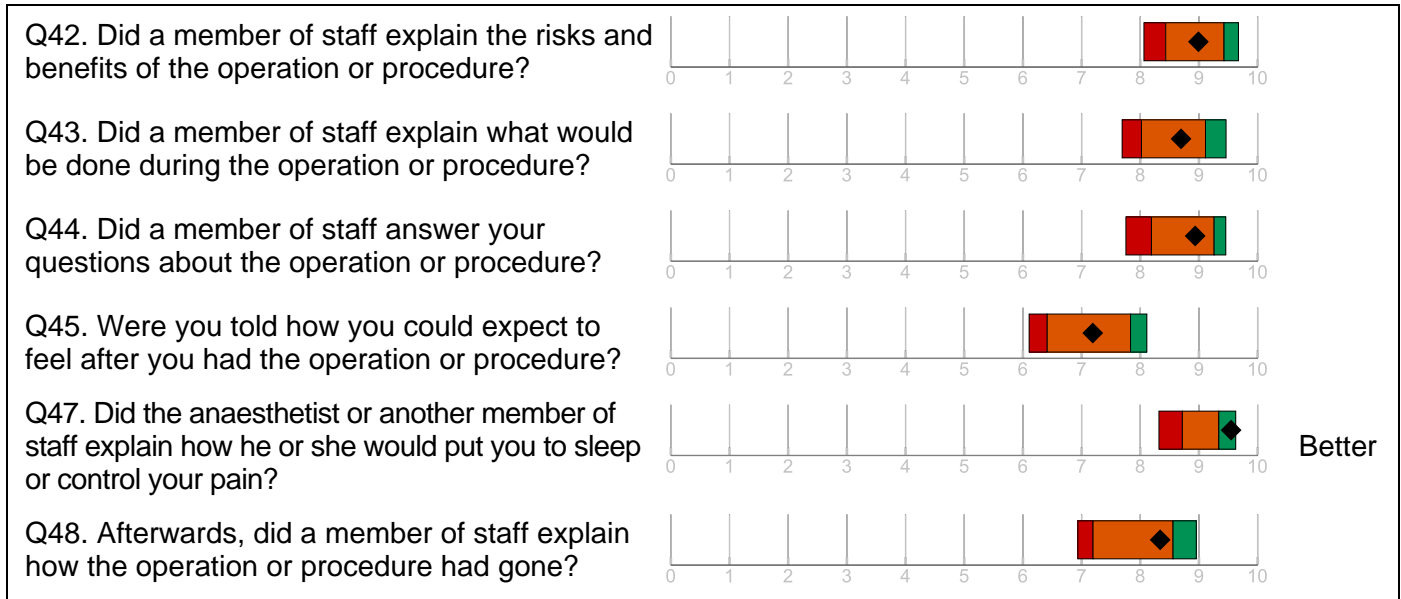 Q42. Did a member of staff explain the risks and
benefits of the operation or procedure?
0 1 2 3 4 5 6 7 8 9 10
Q43. Did a member of staff explain what would
be done during the operation or procedure?
0 1 2 3 4 5 6 7 8 9 10
Q44. Did a member of staff answer your
questions about the operation or procedure?
0 1 2 3 4 5 6 7 8 9 10
Q45. Were you told how you could expect to
feel after you had the operation or procedure?
0 1 2 3 4 5 6 7 8 9 10
Q47. Did the anaesthetist or another member of
staff explain how he or she would put you to sleep
or control your pain?
0 1 2 3 4 5 6 7 8 9 10
Better
Q48. Afterwards, did a member of staff explain
how the operation or procedure had gone?
0 1 2 3 4 5 6 7 8 9 10